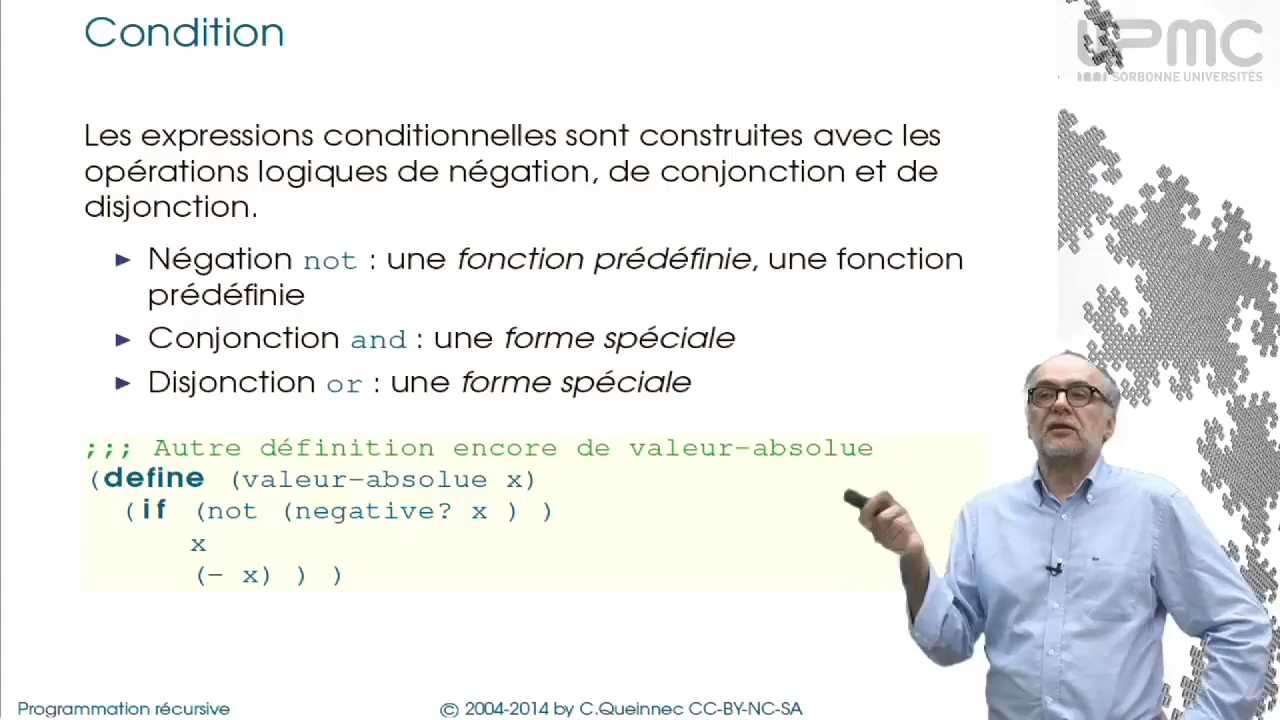 Condition
UPMC
SORBONNE UNIVERSITÉS
Les expressions conditionnelles sont construites avec les
opérations logiques de négation, de conjonction et de
disjonction.
► Négation not : une fonction prédéfinie, une fonction
prédéfinie
► Conjonction and : une forme spéciale
► Disjonction or : une forme spéciale
;;; Autre définition encore de valeur-absolue
(define (valeur-absolue x)
(if (not (negative? x ) )
x
(- x) ) )
Programmation récursive
© 2004-2014 by C.Queinnec CC-BY-NC-SA